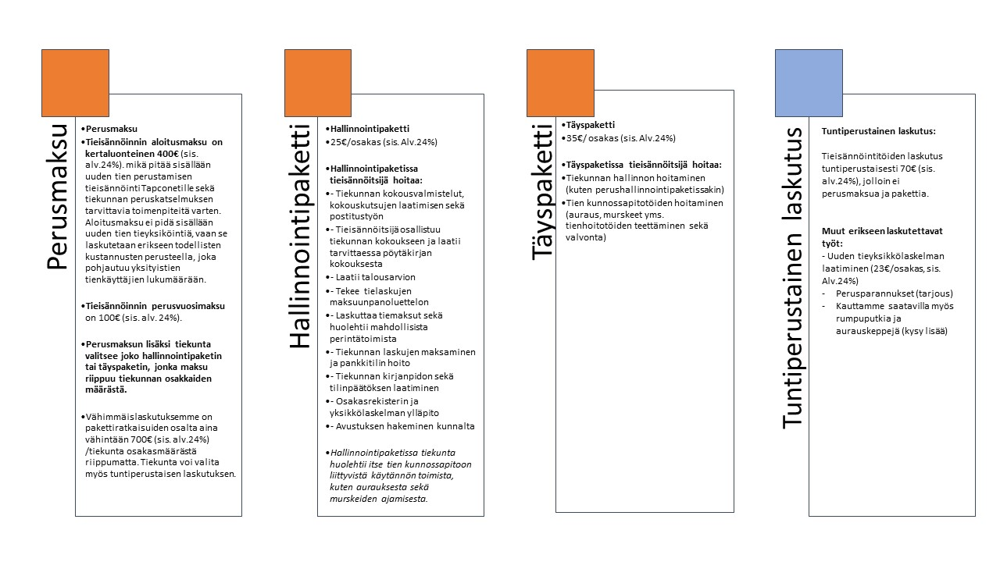 Perusmaksu
•Perusmaksu
•Tieisännöinnin aloitusmaksu on
kertaluonteinen 400€ (sis.
alv.24%). mikä pitää sisällään
uuden tien perustamisen
tieisännöinti Tapconetille sekä
tiekunnan peruskatselmuksen
tarvittavia toimenpiteitä varten.
Aloitusmaksu ei pidä sisällään
uuden tien tieyksiköintiä, vaan se
laskutetaan erikseen todellisten
kustannusten perusteella, joka
pohjautuu yksityistien
tienkäyttäjien lukumäärään.
•Tieisännöinnin perusvuosimaksu
on 100€ (sis. alv. 24%).
•Perusmaksun lisäksi tiekunta
valitsee joko hallinnointipaketin
tai täyspaketin, jonka maksu
riippuu tiekunnan osakkaiden
määrästä.
•Vähimmäislaskutuksemme on
pakettiratkaisuiden osalta aina
vähintään 700€ (sis. alv.24%)
/tiekunta osakasmäärästä
riippumatta. Tiekunta voi valita
myös tuntiperustaisen laskutuksen.
Hallinnointipaketti
•Hallinnointipaketti
•25€/osakas (sis. Alv.24%)
•Hallinnointipaketissa
tieisännöitsijä hoitaa:
•- Tiekunnan kokousvalmistelut,
kokouskutsujen laatimisen sekä
postitustyön
•- Tieisännöitsijä osallistuu
tiekunnan kokoukseen ja laatii
tarvittaessa pöytäkirjan
kokouksesta
•- Laatii talousarvion
•- Tekee tielaskujen
maksuunpanoluettelon
•- Laskuttaa tiemaksut sekä
huolehtii mahdollisista
perintätoimista
•- Tiekunnan laskujen maksaminen
ja pankkitilin hoito
•- Tiekunnan kirjanpidon sekä
tilinpäätöksen laatiminen
•- Osakasrekisterin ja
yksikkölaskelman ylläpito
•- Avustuksen hakeminen kunnalta
•Hallinnointipaketissa tiekunta
huolehtii itse tien kunnossapitoon
liittyvistä käytännön toimista,
kuten aurauksesta sekä
murskeiden ajamisesta.
Täyspaketti
•Täyspaketti
•35€/ osakas (sis. Alv.24%)
•Täyspaketissa tieisännöitsijä hoitaa:
•Tiekunnan hallinnon hoitaminen
(kuten perushallinnointipaketissakin)
•Tien kunnossapitotöiden hoitaminen
(auraus, murskeet yms.
tienhoitotöiden teettäminen sekä
valvonta)
Tuntiperustainen laskutus
Tuntiperustainen laskutus:
Tieisännöintitöiden laskutus
tuntiperustaisesti 70€ (sis.
alv.24%), jolloin ei
perusmaksua ja pakettia.
Muut erikseen laskutettavat
työt:
- Uuden tieyksikkölaskelman
laatiminen (23€/osakas, sis.
Alv.24%)
- Perusparannukset (tarjous)
- Kauttamme saatavilla myös
rumpuputkia ja
aurauskeppejä (kysy lisää)